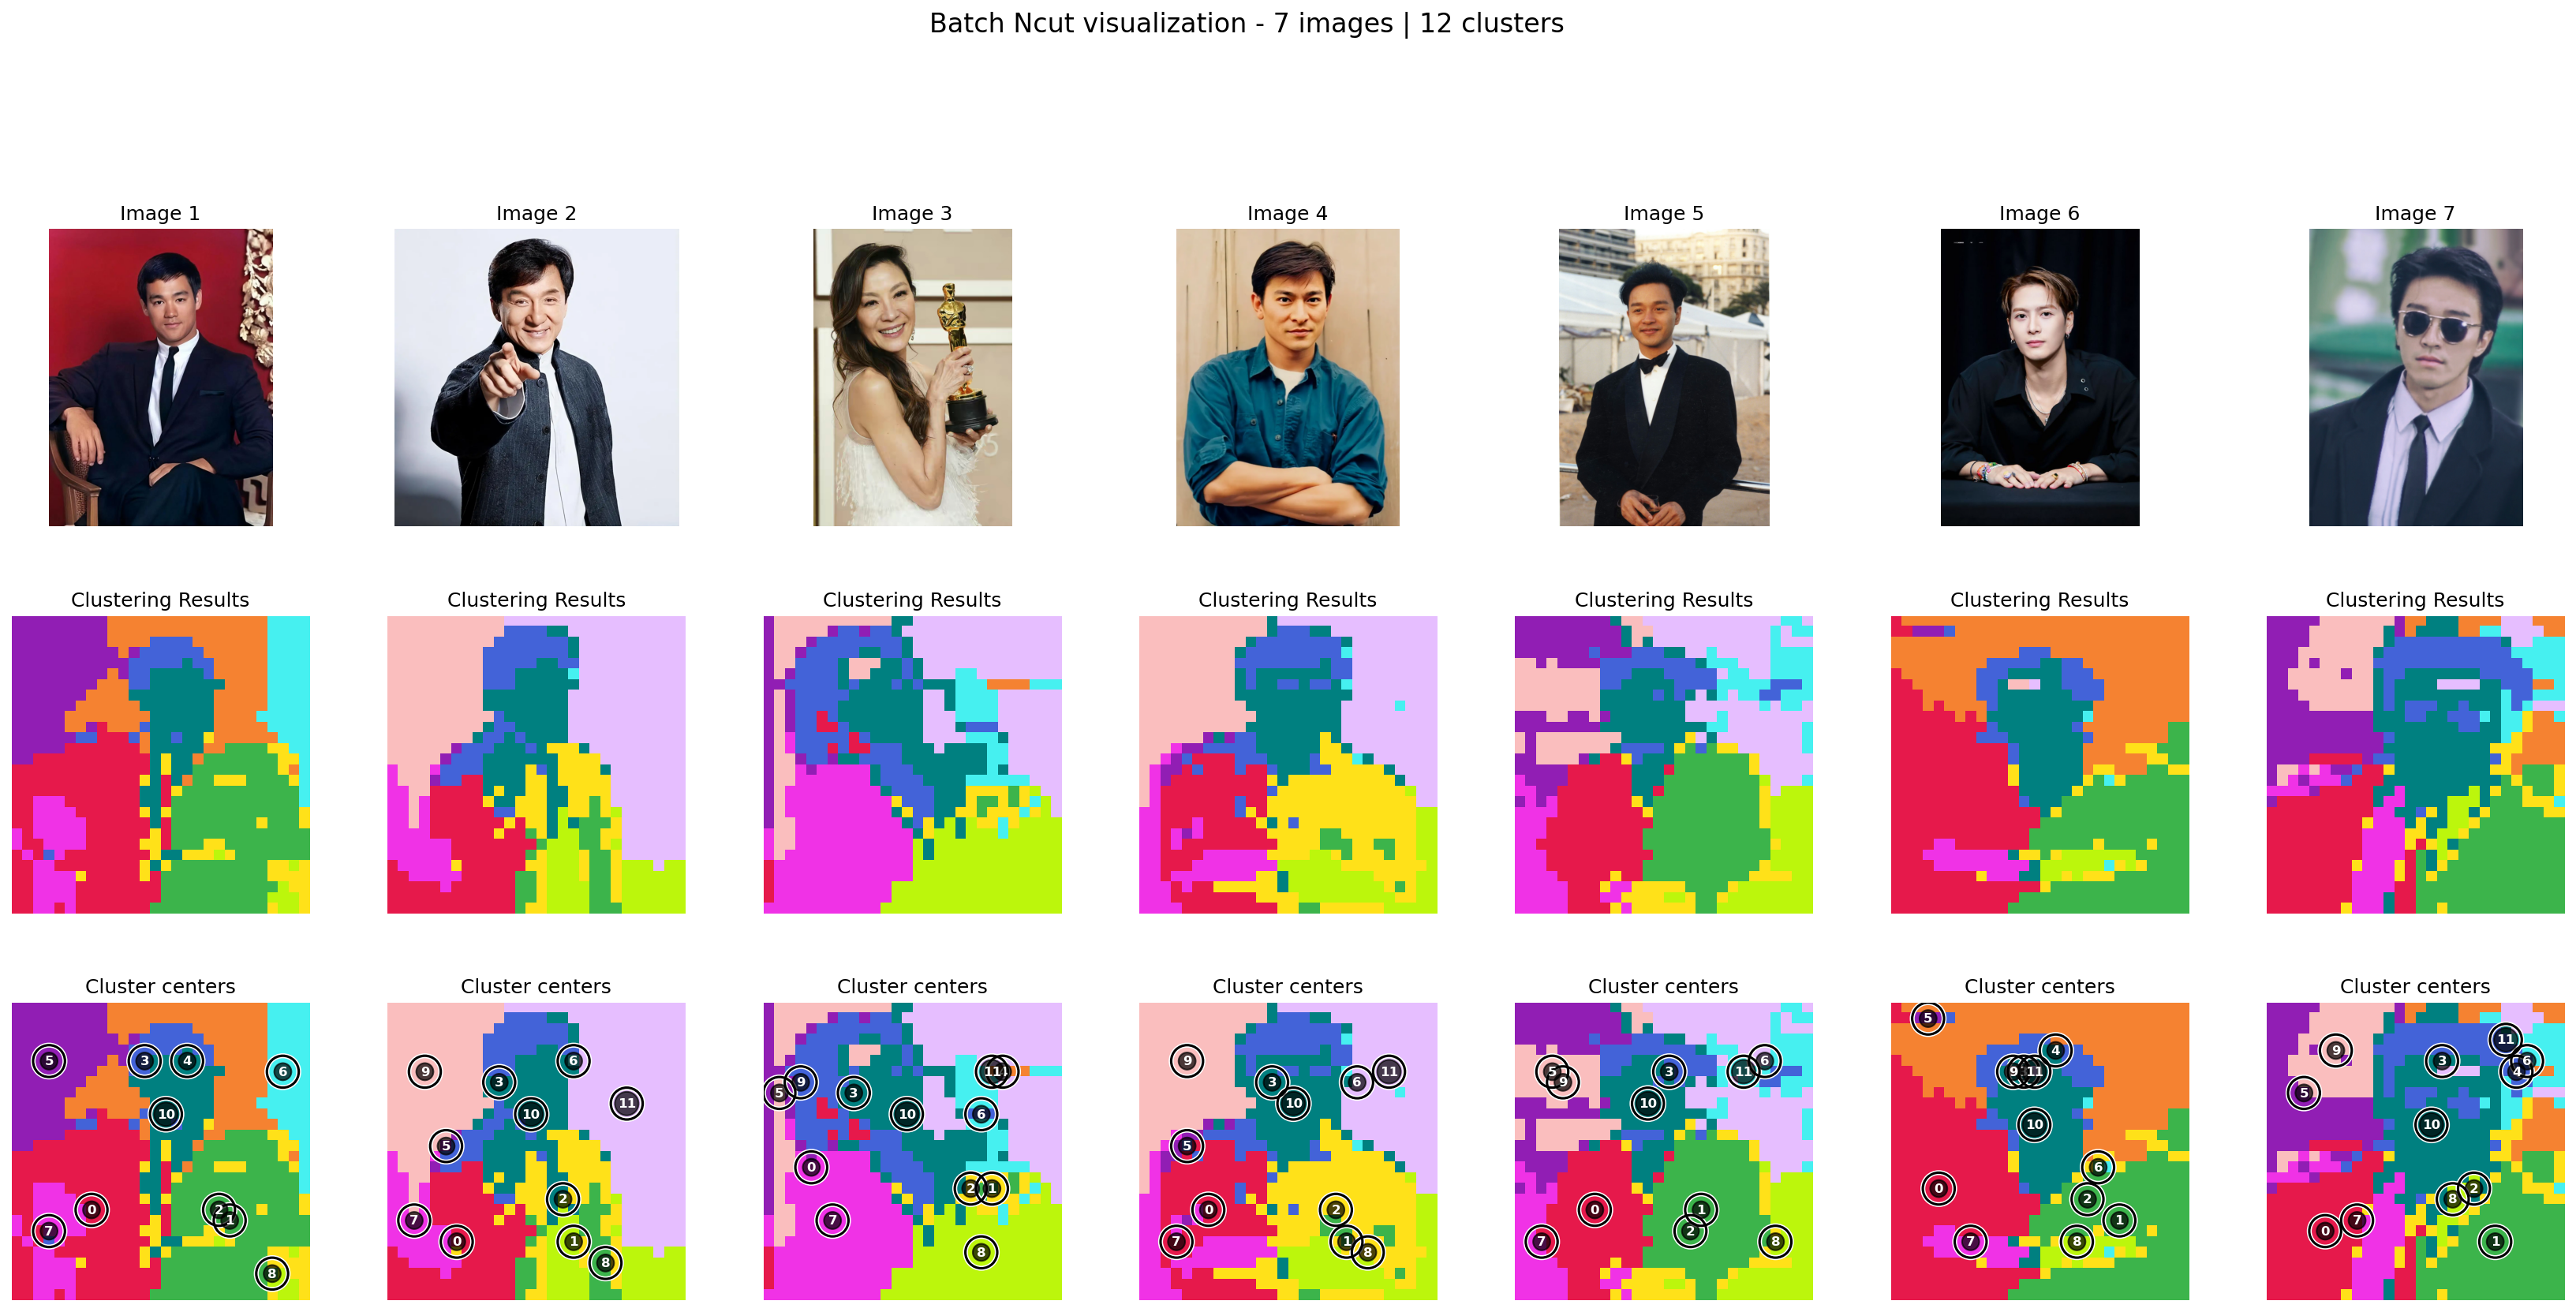 Batch Ncut visualization - 7 images | 12 clusters
Image 1
Image 2
Image 3
Image 4
Image 5
Image 6
Image 7
Clustering Results
Clustering Results
Clustering Results
Clustering Results
Clustering Results
Clustering Results
Clustering Results
Cluster centers
Cluster centers
Cluster centers
Cluster centers
Cluster centers
Cluster centers
Cluster centers
5 3 4 6 10 0 2 1 7 8
9 6 3 11 10 5 2 7 0 1 8
11 4 9 5 3 10 6 0 2 1 7 8
9 11 3 6 10 5 0 2 7 1 8
6 5 3 11 9 10 0 1 2 7 8
5 4 9 11 10 6 0 2 1 7 8
11 9 3 6 4 5 10 2 8 7 0 1